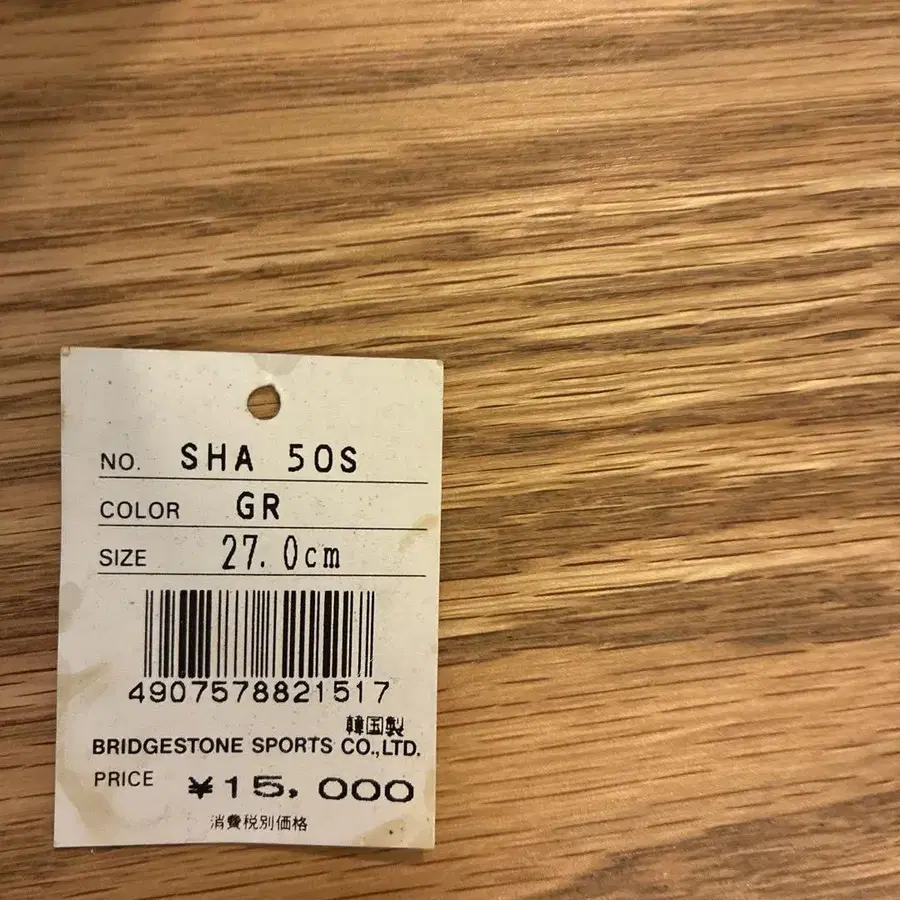 NO. SHA 50S
COLOR GR
SIZE 27.0cm
4907578821517
韓国製
BRIDGESTONE SPORTS CO.,LTD.
PRICE ¥15,000
消費税別価格